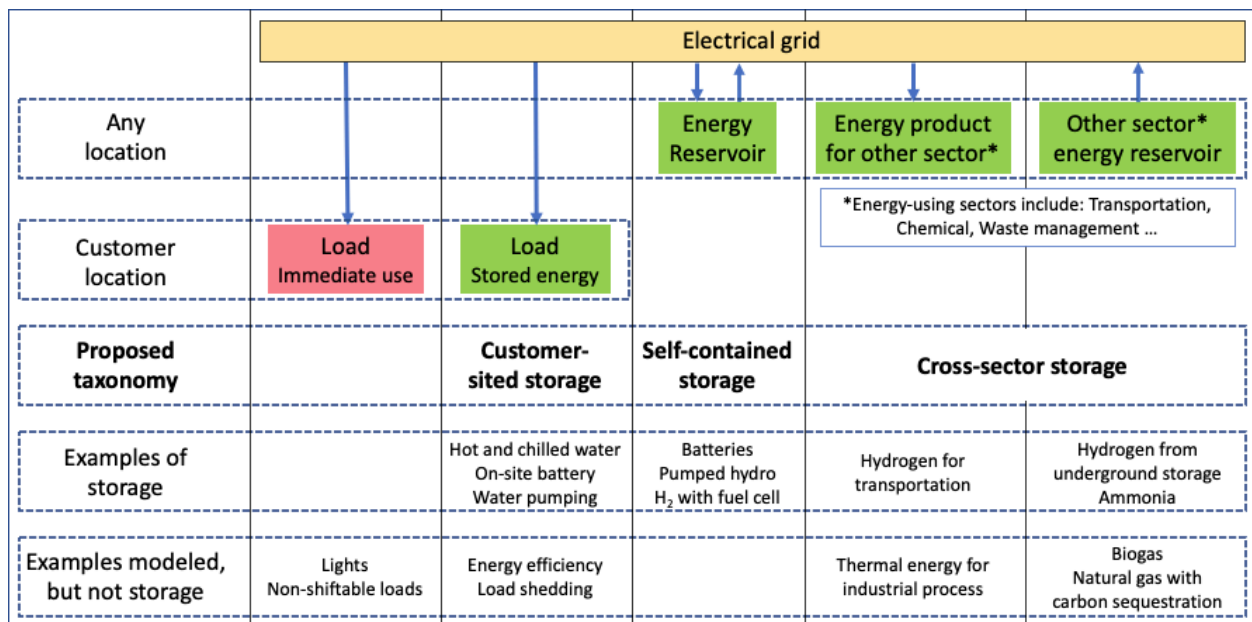 Electrical grid
Any
location
Energy
Reservoir
Energy product
for other sector*
Other sector*
energy reservoir
*Energy-using sectors include: Transportation,
Chemical, Waste management ...
Customer
location
Load
Immediate use
Load
Stored energy
Proposed
taxonomy
Customer-
sited storage
Self-contained
storage
Cross-sector storage
Examples of
storage
Hot and chilled water
On-site battery
Water pumping
Batteries
Pumped hydro
H₂ with fuel cell
Hydrogen for
transportation
Hydrogen from
underground storage
Ammonia
Examples modeled,
but not storage
Lights
Non-shiftable loads
Energy efficiency
Load shedding
Thermal energy for
industrial process
Biogas
Natural gas with
carbon sequestration